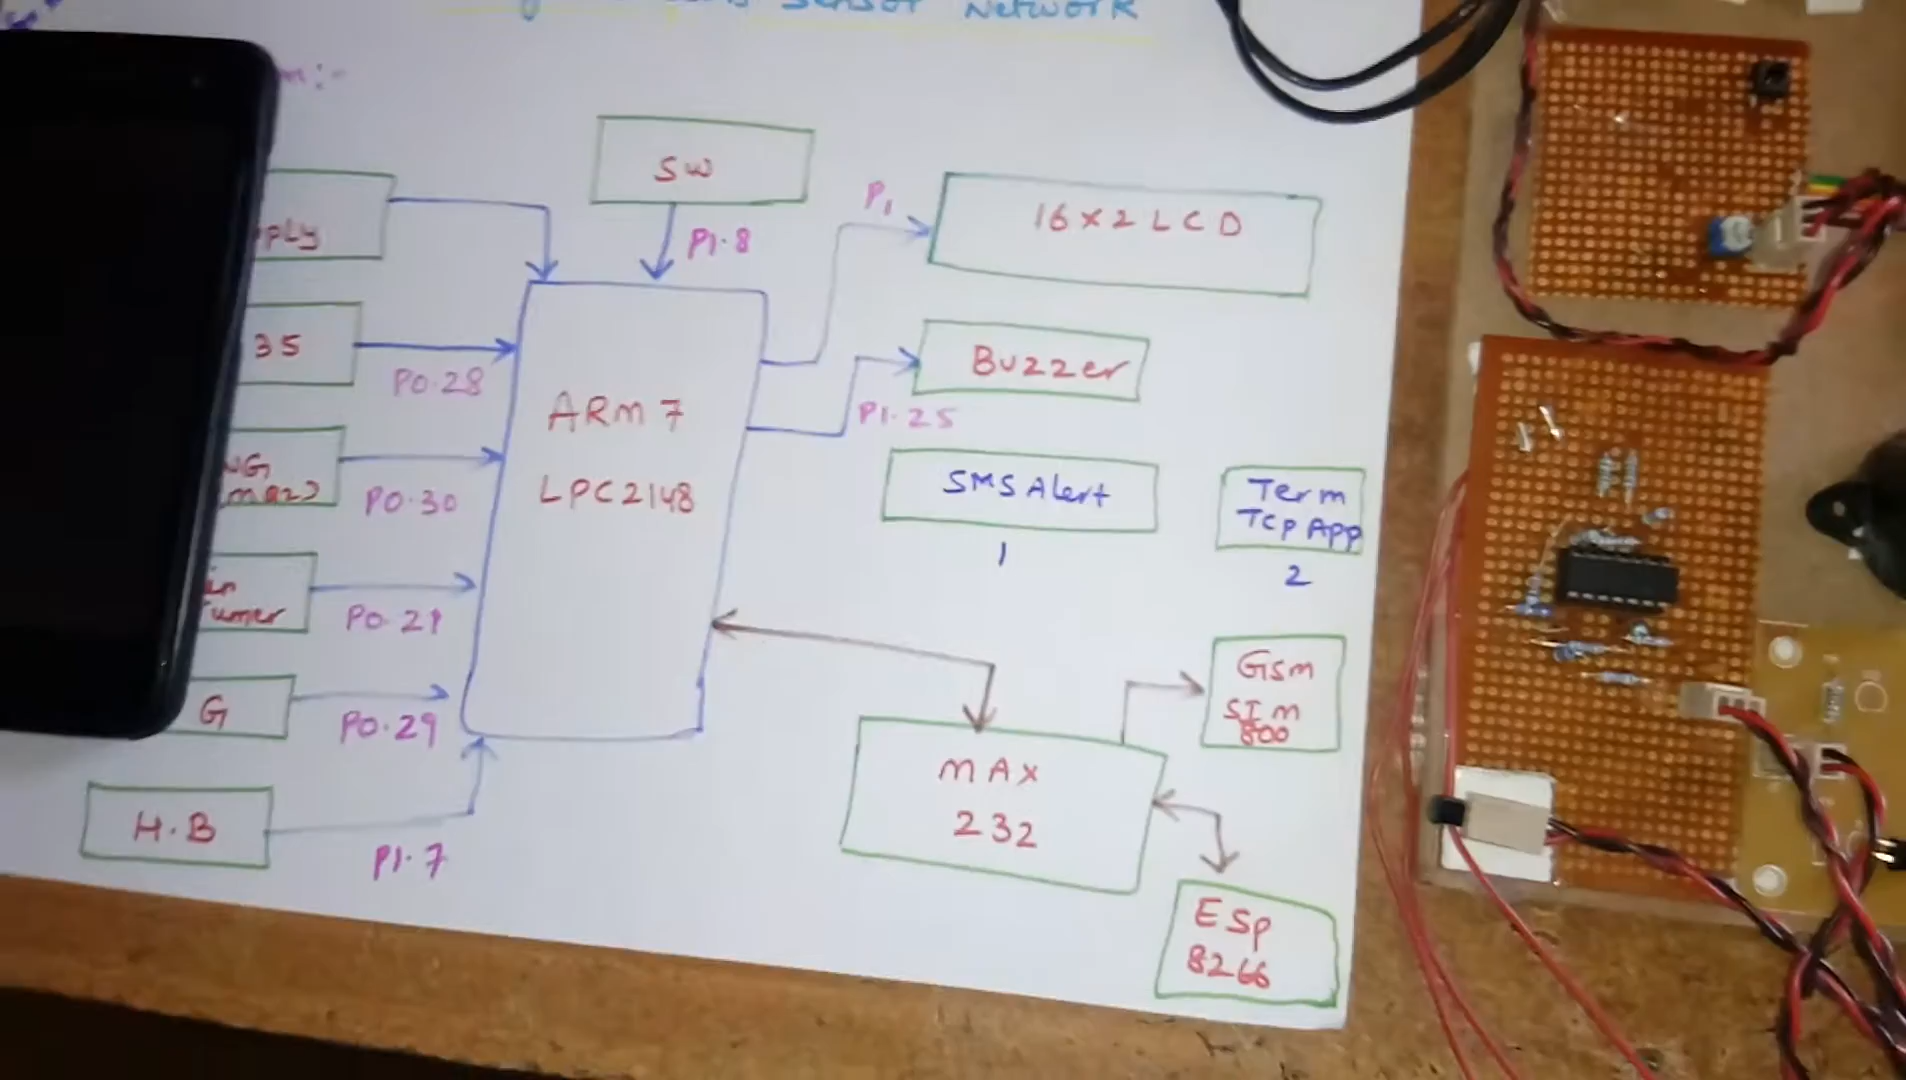 Sensor Network
m:-
SW
P1.8
P1
16x2 LCD
pply
35
P0.28
Buzzer
P1.25
ARM 7
LPC2148
P0.30
SMS Alert
1
Term
TCP App
2
umer
P0.21
G
P0.29
H.B
P1.7
MAX
232
Gsm
SIM
800
ESP
8266